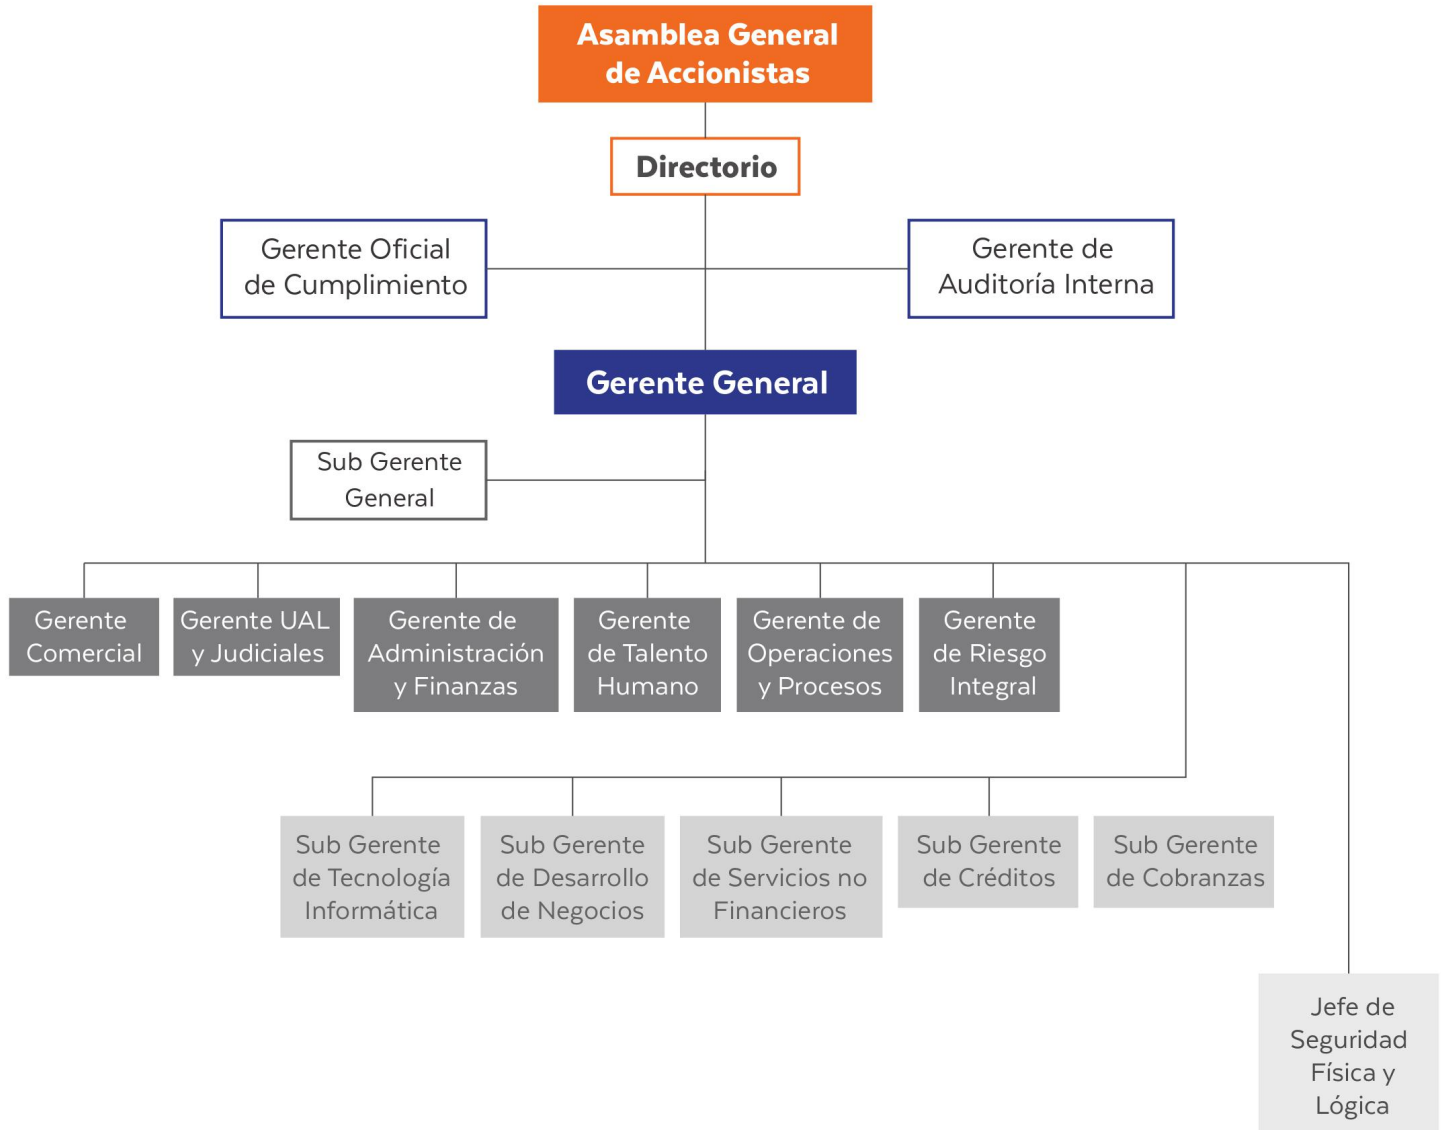 Asamblea General
de Accionistas
Directorio
Gerente Oficial
de Cumplimiento
Gerente de
Auditoría Interna
Gerente General
Sub Gerente
General
Gerente
Comercial
Gerente UAL
y Judiciales
Gerente de
Administración
y Finanzas
Gerente
de Talento
Humano
Gerente de
Operaciones
y Procesos
Gerente
de Riesgo
Integral
Sub Gerente
de Tecnología
Informática
Sub Gerente
de Desarrollo
de Negocios
Sub Gerente
de Servicios no
Financieros
Sub Gerente
de Créditos
Sub Gerente
de Cobranzas
Jefe de
Seguridad
Física y
Lógica